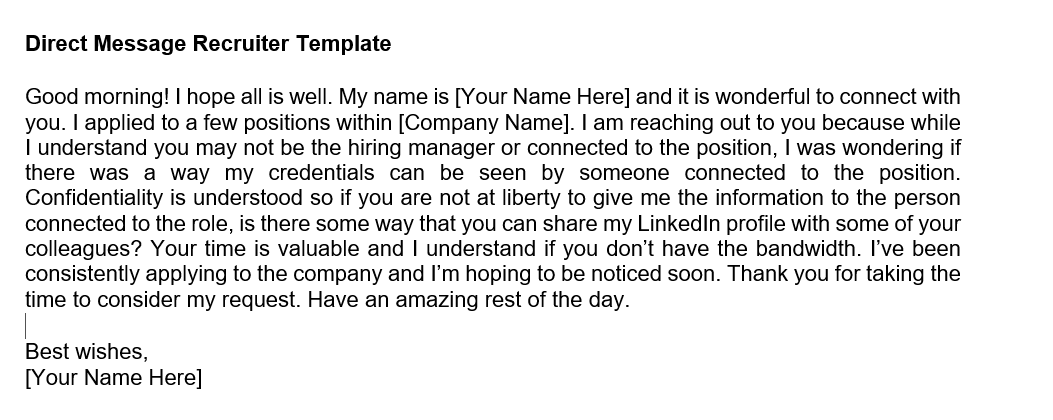 Direct Message Recruiter Template
Good morning! I hope all is well. My name is [Your Name Here] and it is wonderful to connect with
you. I applied to a few positions within [Company Name]. I am reaching out to you because while
I understand you may not be the hiring manager or connected to the position, I was wondering if
there was a way my credentials can be seen by someone connected to the position.
Confidentiality is understood so if you are not at liberty to give me the information to the person
connected to the role, is there some way that you can share my LinkedIn profile with some of your
colleagues? Your time is valuable and I understand if you don’t have the bandwidth. I’ve been
consistently applying to the company and I’m hoping to be noticed soon. Thank you for taking the
time to consider my request. Have an amazing rest of the day.
Best wishes,
[Your Name Here]